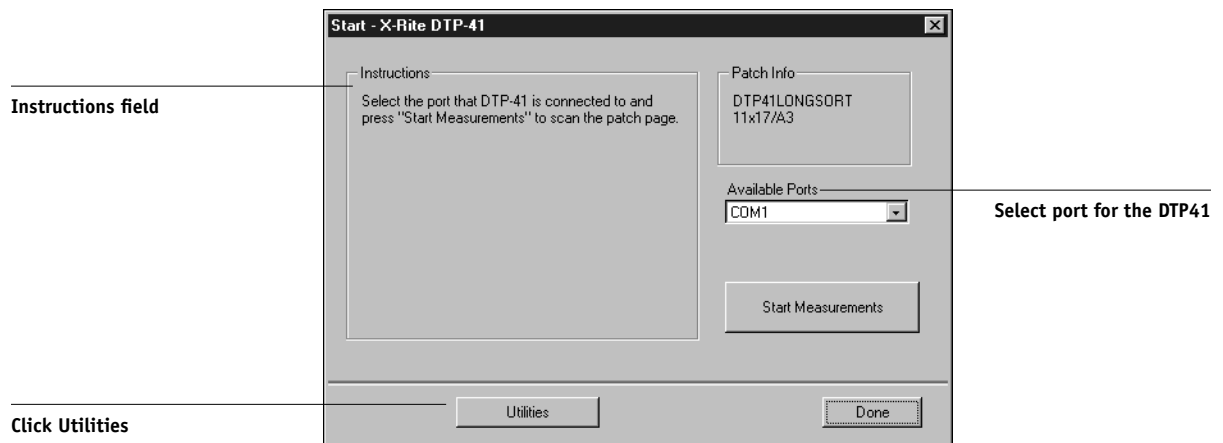 Start - X-Rite DTP-41
Instructions
Select the port that DTP-41 is connected to and
press "Start Measurements" to scan the patch page.
Patch Info
DTP41LONGSORT
11x17/A3
Available Ports
COM1
Start Measurements
Utilities
Done
Instructions field
Select port for the DTP41
Click Utilities